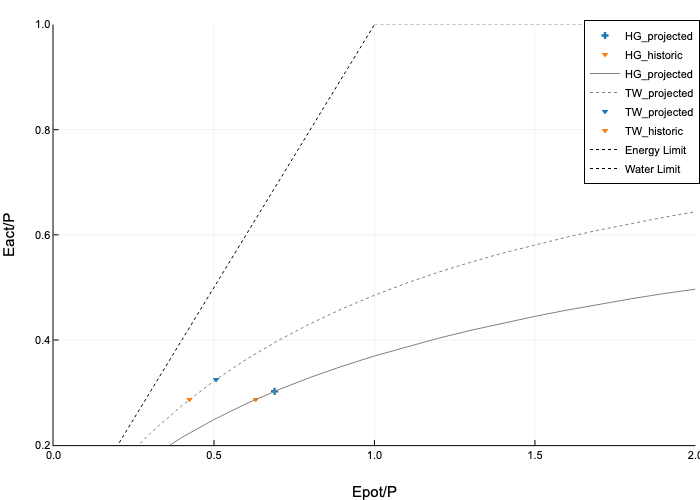 1.0
0.8
0.6
0.4
0.2
Eact/P
0.0
0.5
1.0
1.5
2.0
Epot/P
HG_projected
HG_historic
HG_projected
TW_projected
TW_projected
TW_historic
Energy Limit
Water Limit